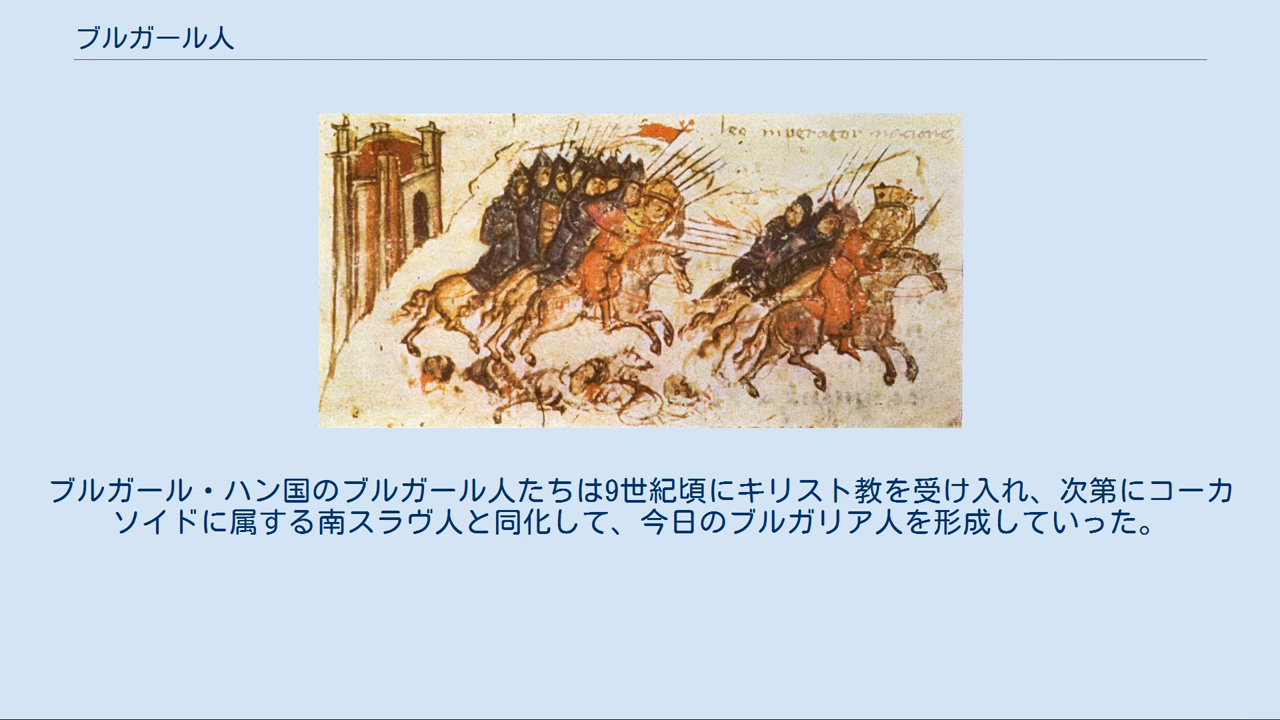 ブルガール人
leo imperator
ブルガール・ハン国のブルガール人たちは9世紀頃にキリスト教を受け入れ、次第にコーカ
ソイドに属する南スラヴ人と同化して、今日のブルガリア人を形成していった。